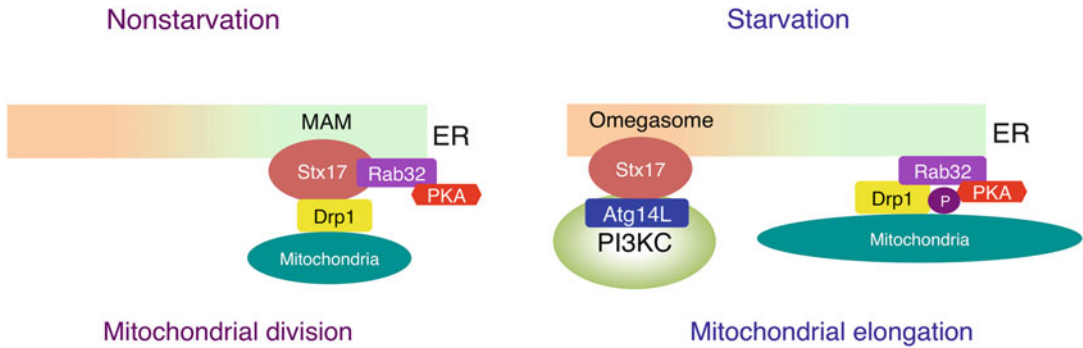 Nonstarvation
MAM
ER
Stx17
Rab32
PKA
Drp1
Mitochondria
Mitochondrial division
Starvation
Omegasome
ER
Stx17
Rab32
Atg14L
Drp1
P
PKA
PI3KC
Mitochondria
Mitochondrial elongation